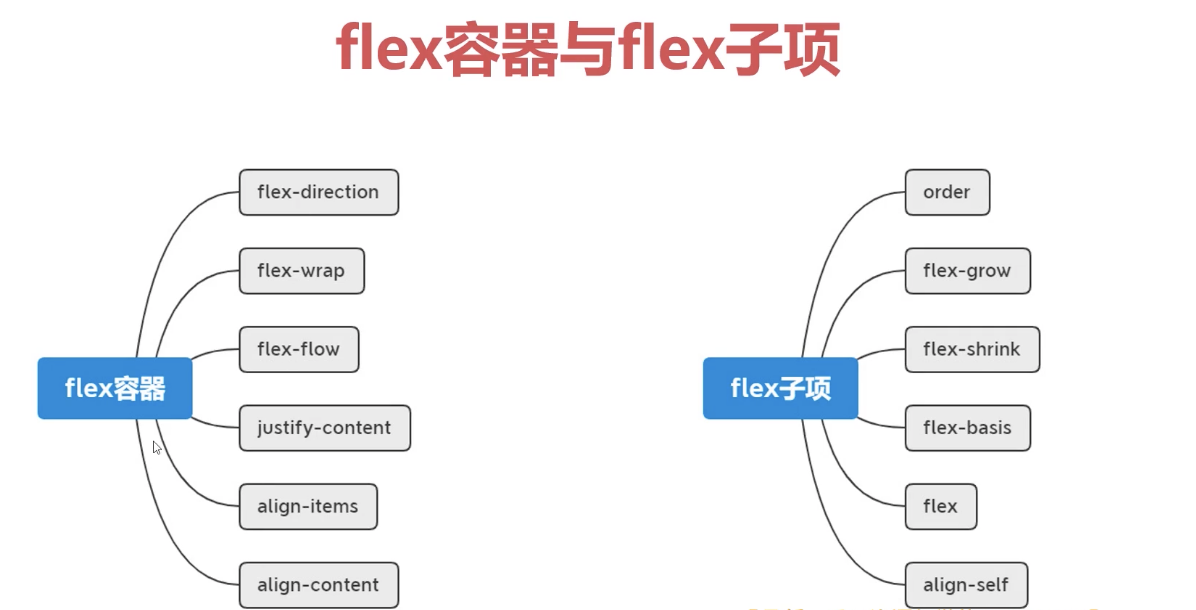 flex容器与flex子项
flex容器
flex-direction
flex-wrap
flex-flow
justify-content
align-items
align-content
flex子项
order
flex-grow
flex-shrink
flex-basis
flex
align-self